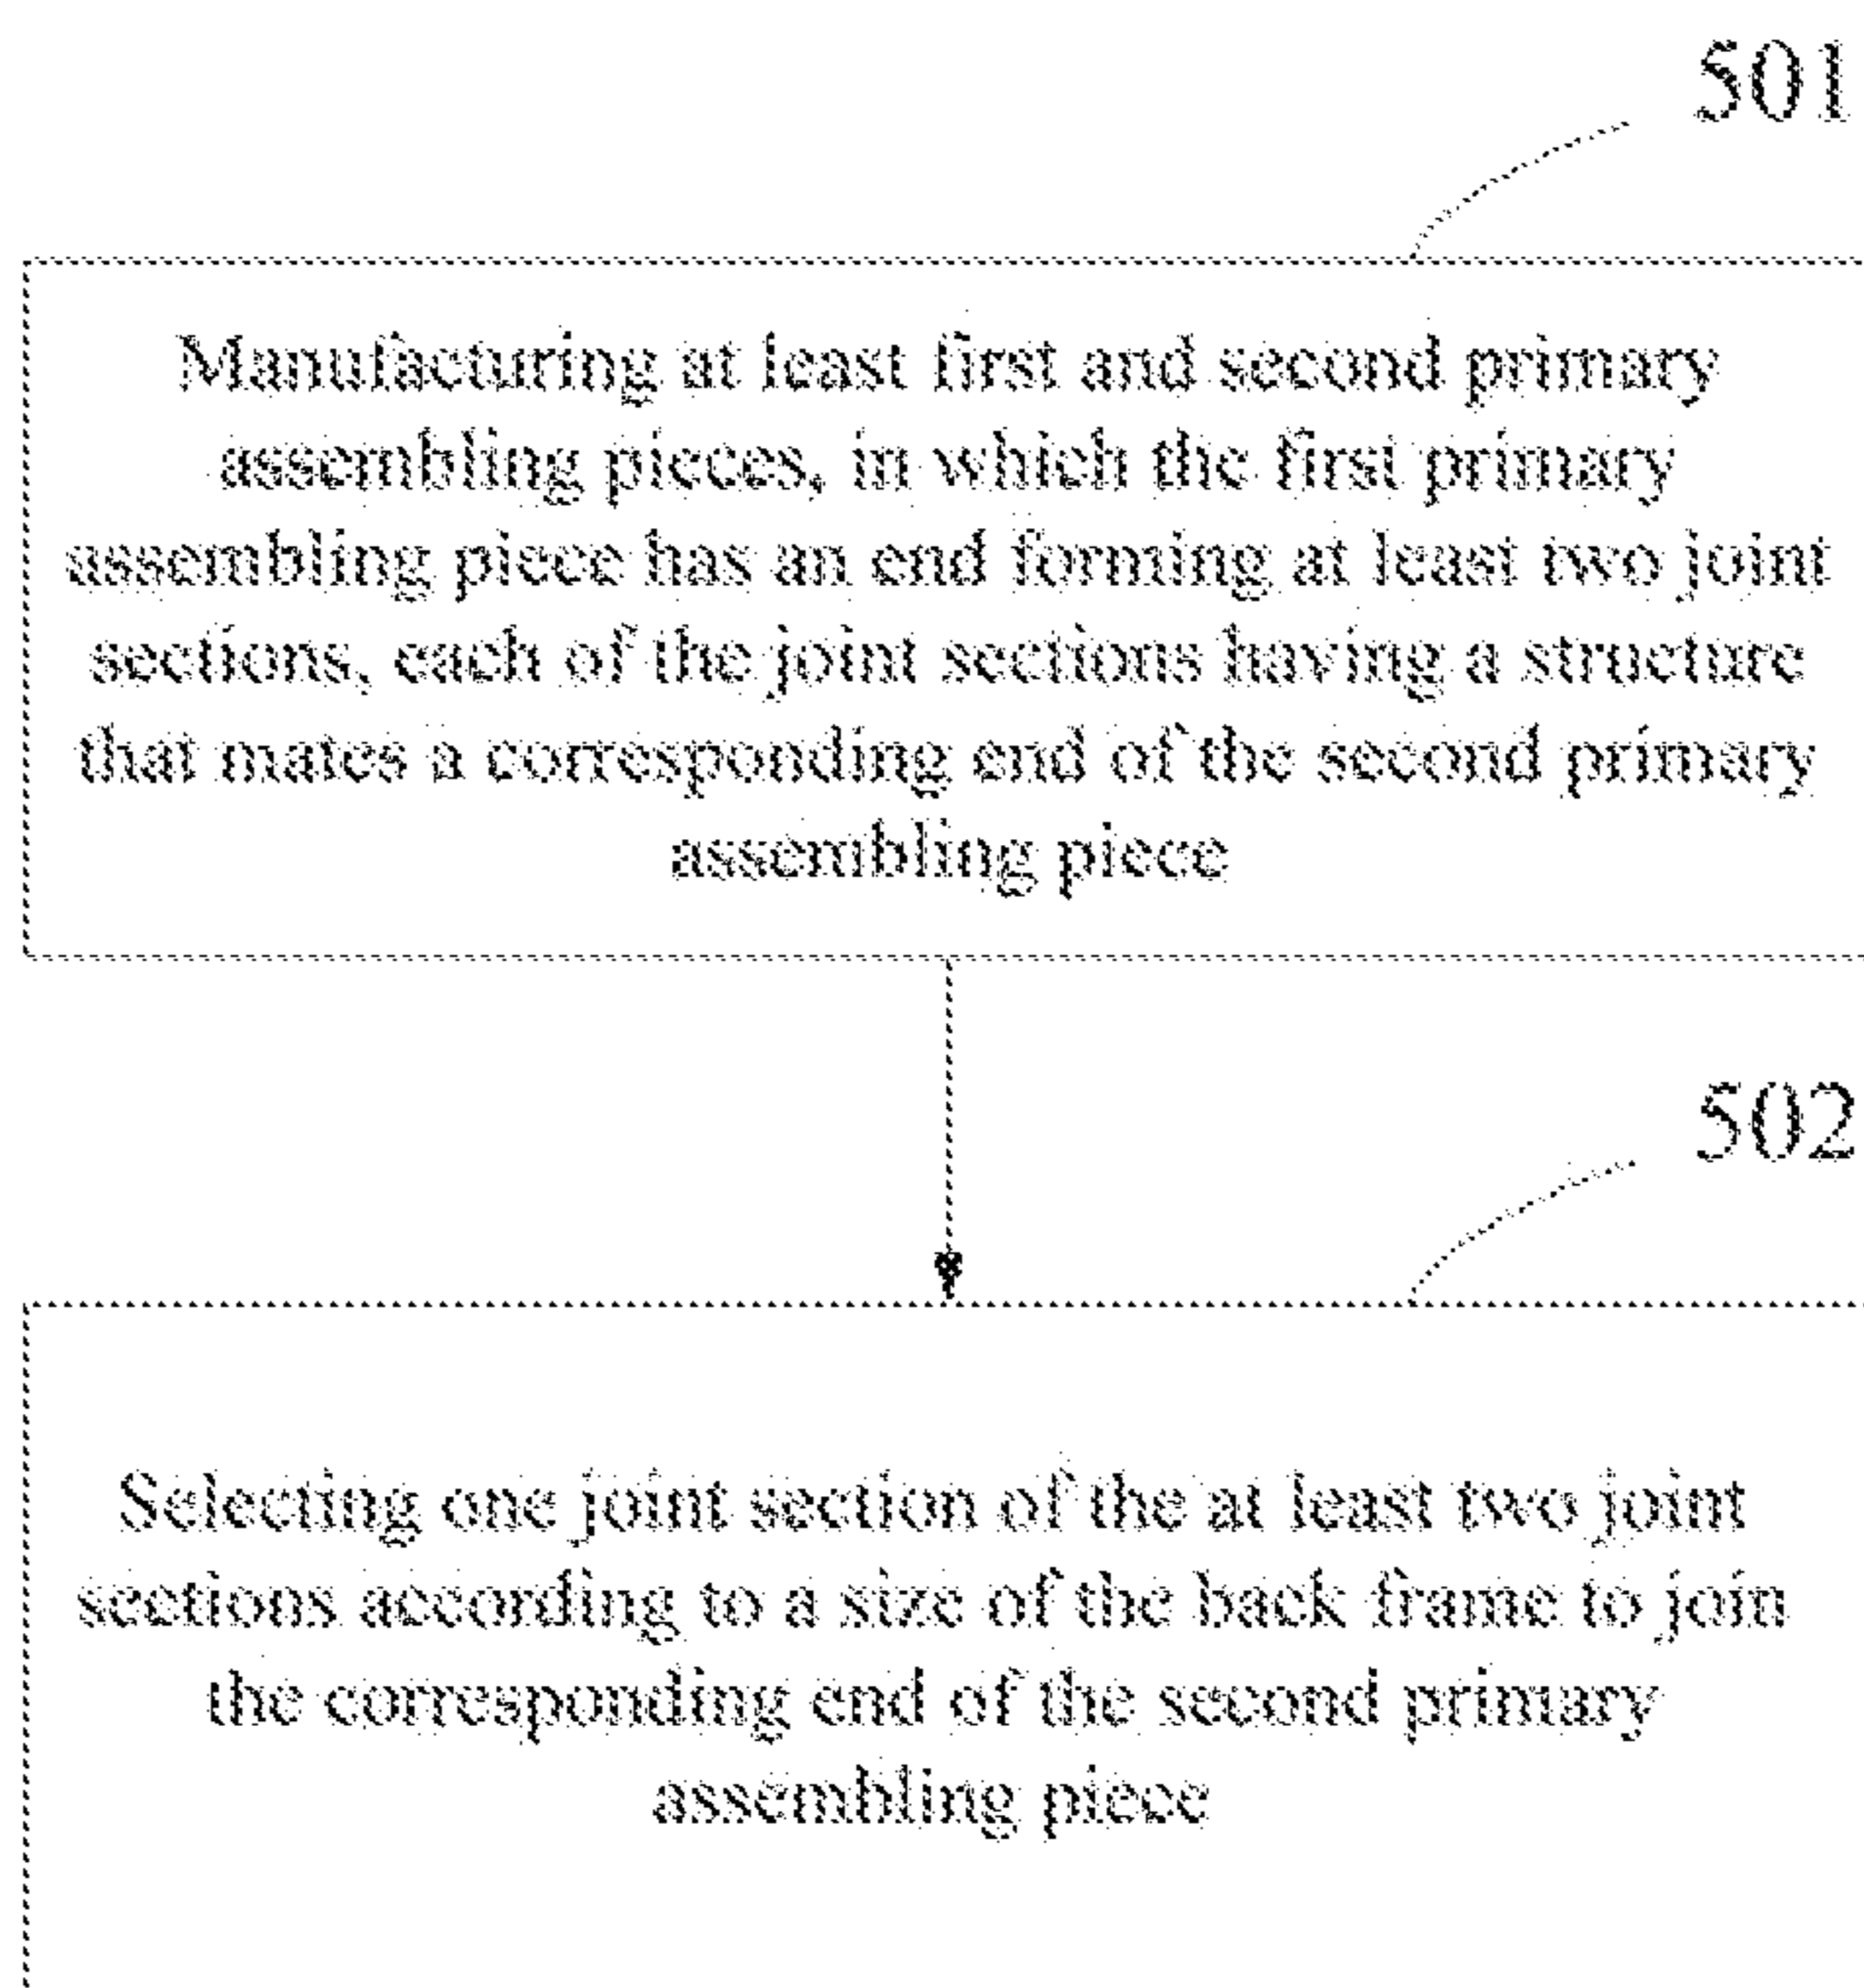 501
Manufacturing at least first and second primary
assembling pieces, in which the first primary
assembling piece has an end forming at least two joint
sections, each of the joint sections having a structure
that mates a corresponding end of the second primary
assembling piece
502
Selecting one joint section of the at least two joint
sections according to a size of the back frame to join
the corresponding end of the second primary
assembling piece